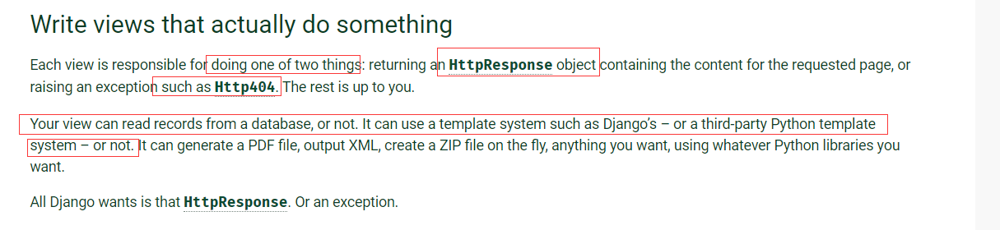 Write views that actually do something
Each view is responsible for doing one of two things: returning an HttpResponse object containing the content for the requested page, or
raising an exception such as Http404. The rest is up to you.
Your view can read records from a database, or not. It can use a template system such as Django’s – or a third-party Python template
system – or not. It can generate a PDF file, output XML, create a ZIP file on the fly, anything you want, using whatever Python libraries you
want.
All Django wants is that HttpResponse. Or an exception.